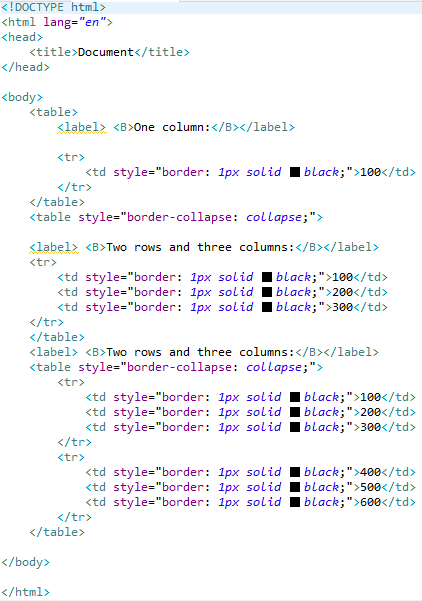 <!DOCTYPE html>
<html lang="en">
<head>
    <title>Document</title>
</head>

<body>
    <table>
        <label> <B>One column:</B></label>

        <tr>
            <td style="border: 1px solid black;">100</td>
        </tr>
    </table>
    <table style="border-collapse: collapse;">

    <label> <B>Two rows and three columns:</B></label>
    <tr>
        <td style="border: 1px solid black;">100</td>
        <td style="border: 1px solid black;">200</td>
        <td style="border: 1px solid black;">300</td>
    </tr>
    </table>
    <label> <B>Two rows and three columns:</B></label>
    <table style="border-collapse: collapse;">
        <tr>
            <td style="border: 1px solid black;">100</td>
            <td style="border: 1px solid black;">200</td>
            <td style="border: 1px solid black;">300</td>
        </tr>
        <tr>
            <td style="border: 1px solid black;">400</td>
            <td style="border: 1px solid black;">500</td>
            <td style="border: 1px solid black;">600</td>
        </tr>
    </table>

</body>

</html>